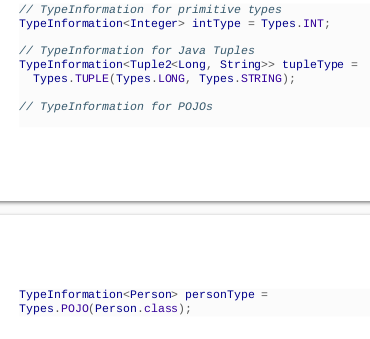 // TypeInformation for primitive types
TypeInformation<Integer> intType = Types.INT;
// TypeInformation for Java Tuples
TypeInformation<Tuple2<Long, String>> tupleType =
Types.TUPLE(Types.LONG, Types.STRING);
// TypeInformation for POJOs
TypeInformation<Person> personType =
Types.POJO(Person.class);